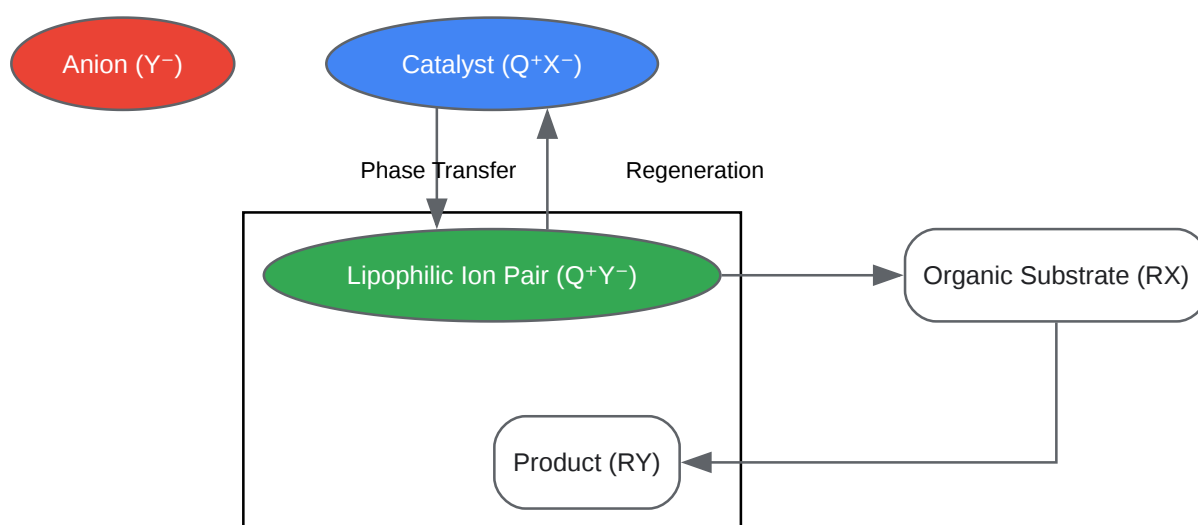 Anion (Y⁻)
Catalyst (Q⁺X⁻)
Phase Transfer
Regeneration
Lipophilic Ion Pair (Q⁺Y⁻)
Organic Substrate (RX)
Product (RY)